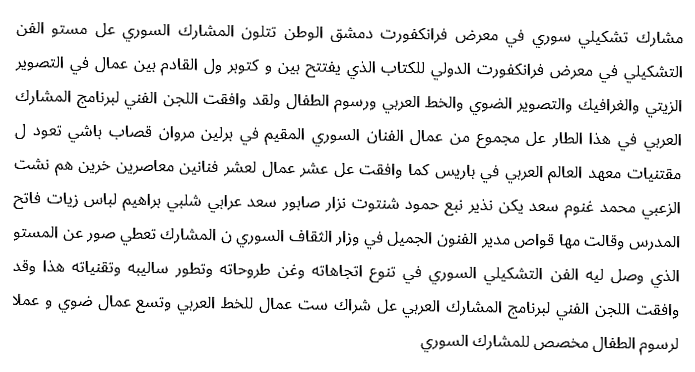 مشارك تشكيلي سوري في معرض فرانكفورت دمشق الوطن تتلون المشارك السوري عل مستو الفن
التشكيلي في معرض فرانكفورت الدولي للكتاب الذي يفتتح بين و كتوبر ول القادم بين عمال في التصوير
الزيتي والغرافيك والتصوير الضوي والخط العربي ورسوم الطفال ولقد وافقت اللجن الفني لبرنامج المشارك
العربي في هذا الطار عل مجموع من عمال الفنان السوري المقيم في برلين مروان قصاب باشي تعود ل
مقتنيات معهد العالم العربي في باريس كما وافقت عل عشر عمال لعشر فنانين معاصرين خرين هم نشت
الزعبي محمد غنوم سعد يكن نذير نبع حمود شنتوت نزار صابور سعد عرابي شلبي براهيم لباس زيات فاتح
المدرس وقالت مها قواص مدير الفنون الجميل في وزار الثقاف السوري ن المشارك تعطي صور عن المستو
الذي وصل ليه الفن التشكيلي السوري في تنوع اتجاهاته وغن طروحاته وتطور ساليبه وتقنياته هذا وقد
وافقت اللجن الفني لبرنامج المشارك العربي عل شراك ست عمال للخط العربي وتسع عمال ضوي و عملا
لرسوم الطفال مخصص للمشارك السوري